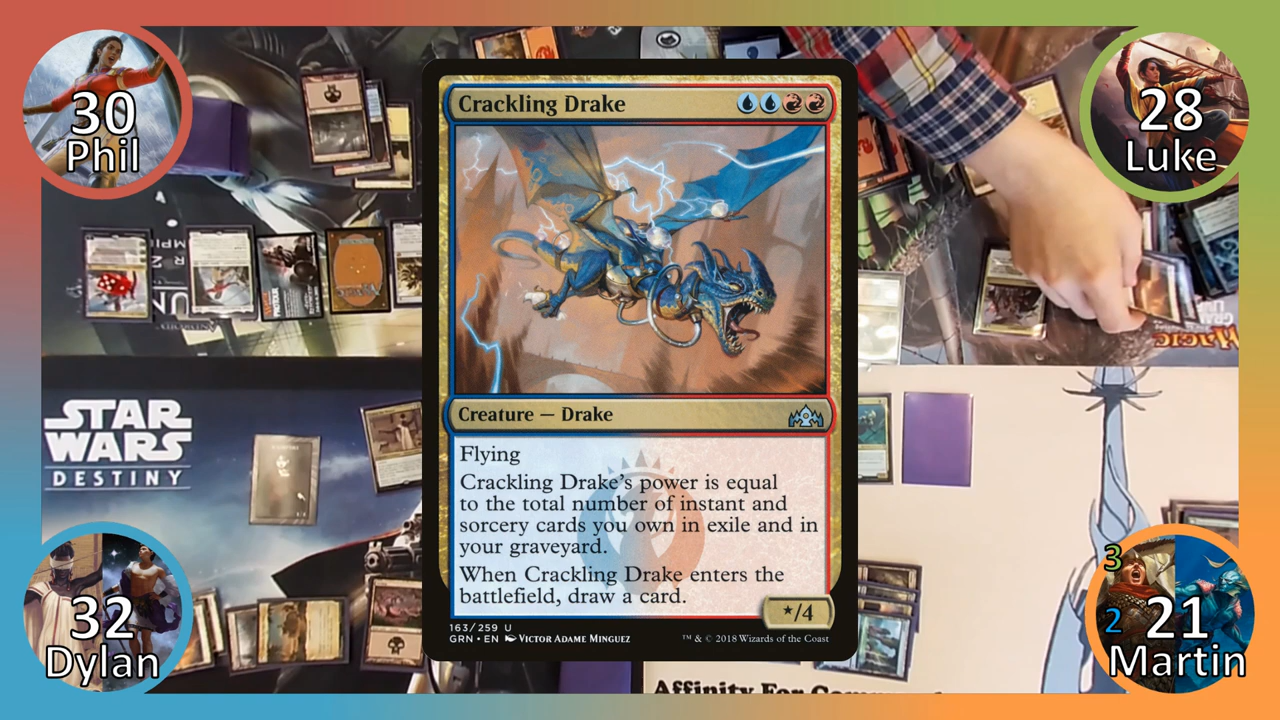 30
Phil
28
Luke
Crackling Drake
Creature — Drake
Flying
Crackling Drake's power is equal
to the total number of instant and
sorcery cards you own in exile and in
your graveyard.
When Crackling Drake enters the
battlefield, draw a card.
*/4
163/259 U
GRN • EN Victor Adame Minguez
™ & © 2018 Wizards of the Coast
STAR
WARS
DESTINY
MAGIC
32
Dylan
3
2
21
Martin
Affinity For